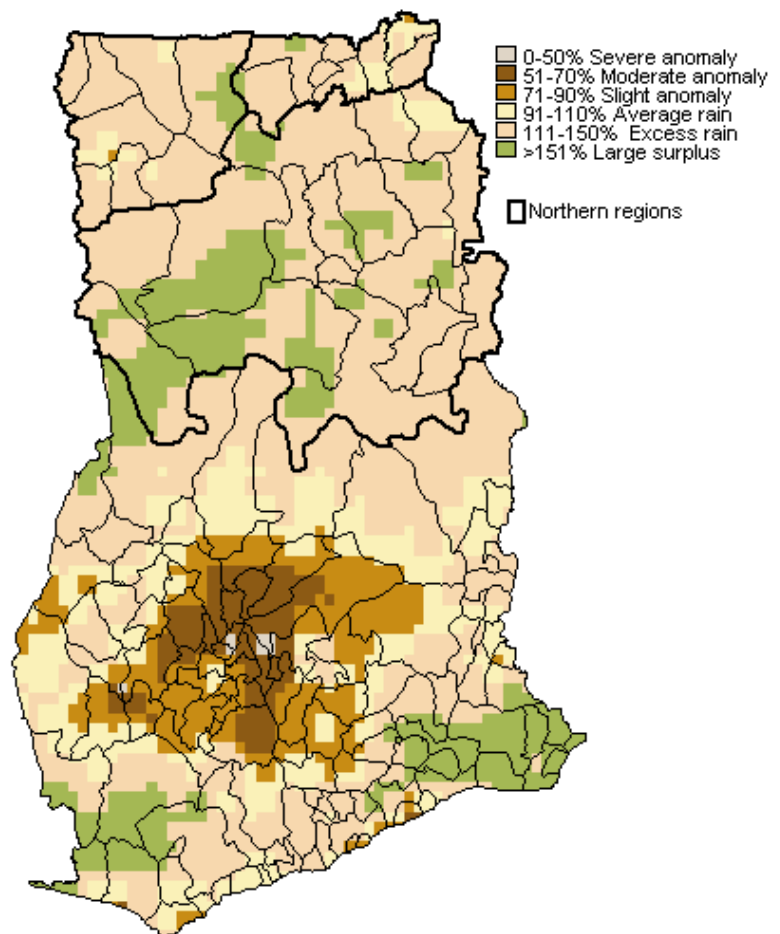 0-50% Severe anomaly
51-70% Moderate anomaly
71-90% Slight anomaly
91-110% Average rain
111-150% Excess rain
>151% Large surplus
Northern regions